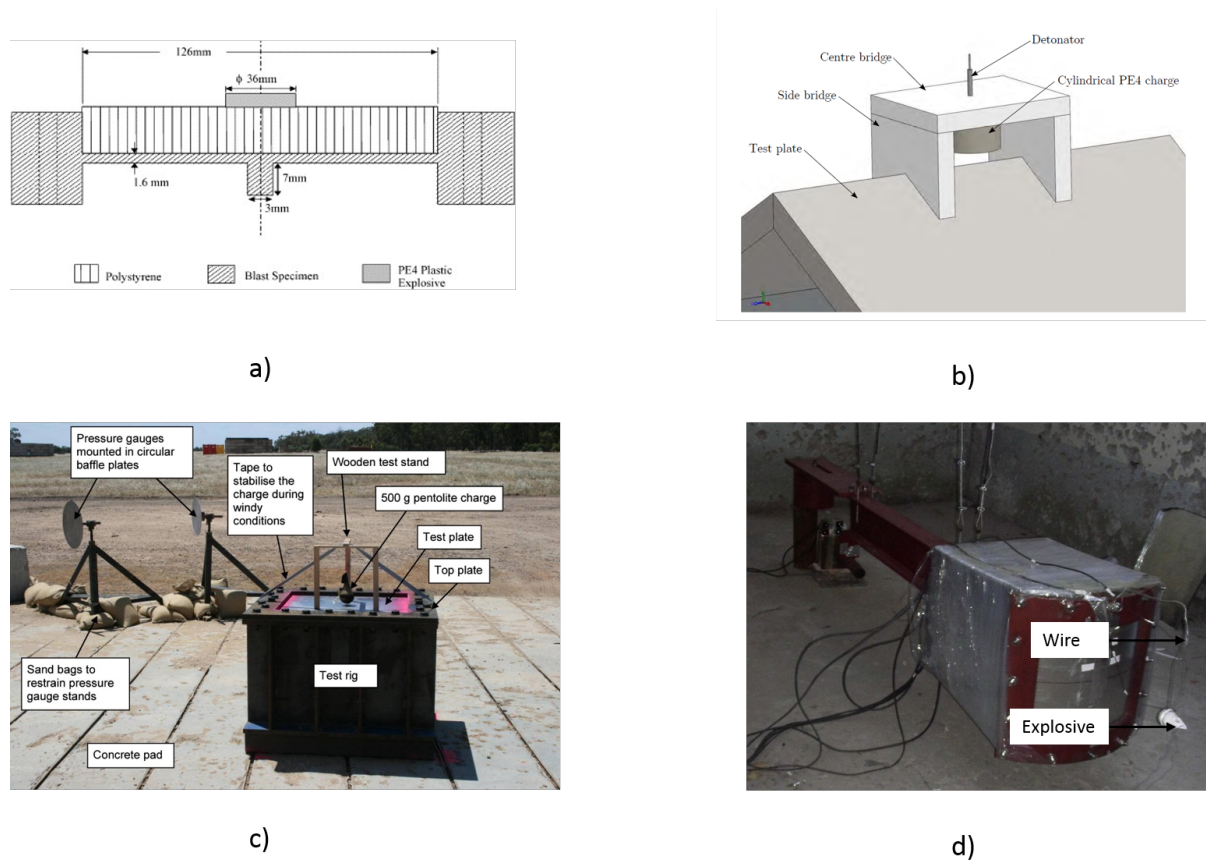 126mm
ϕ 36mm
1.6 mm
7mm
3mm
Polystyrene
Blast Specimen
PE4 Plastic
Explosive
a)
Detonator
Centre bridge
Cylindrical PE4 charge
Side bridge
Test plate
b)
Pressure gauges
mounted in circular
baffle plates
Tape to
stabilise the
charge during
windy
conditions
Wooden test stand
500 g pentolite charge
Test plate
Top plate
Sand bags to
restrain pressure
gauge stands
Test rig
Concrete pad
c)
Wire
Explosive
d)